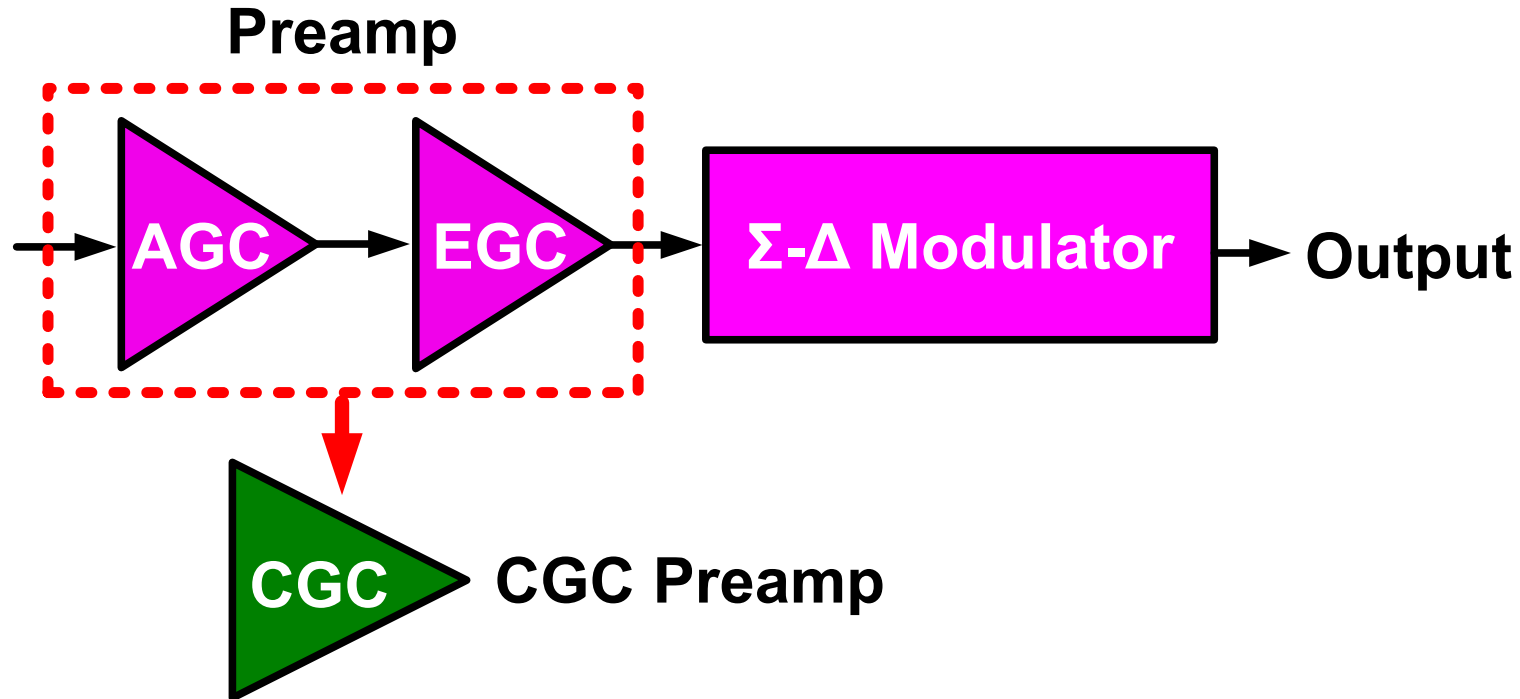 Preamp
AGC
EGC
Σ-Δ Modulator
Output
CGC
CGC Preamp